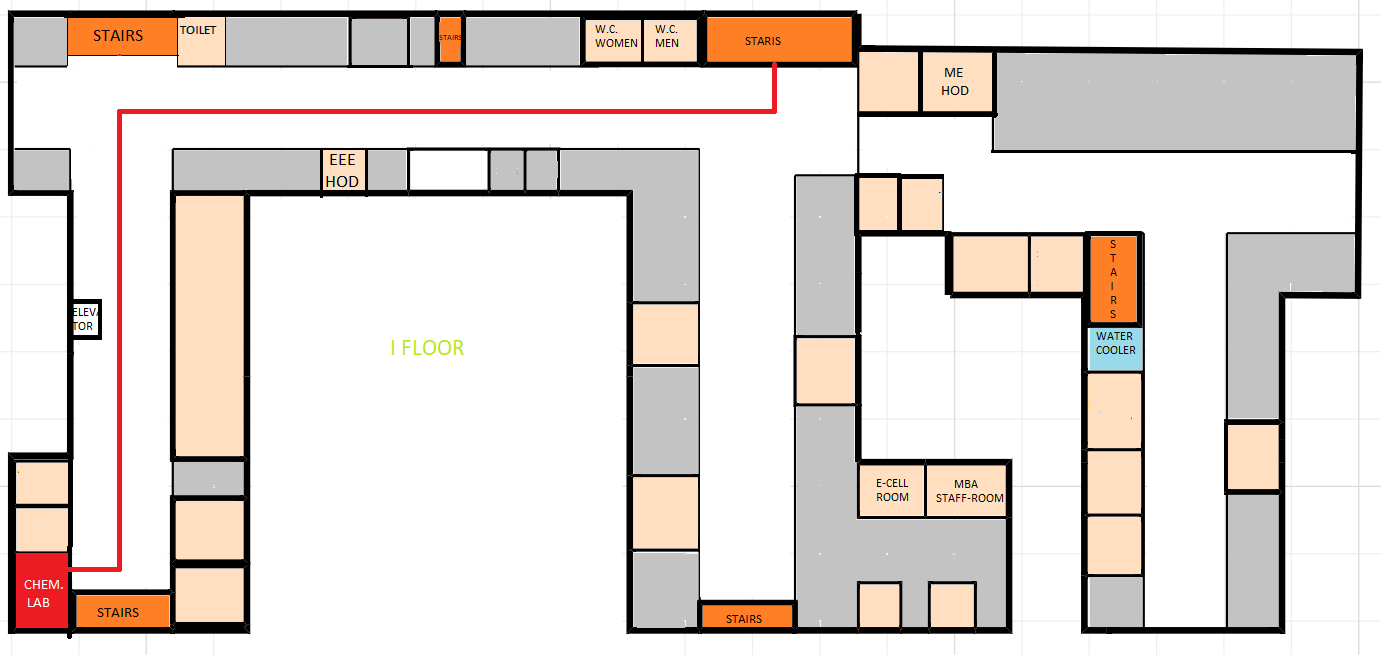 STAIRS
TOILET
STAIRS
W.C.
WOMEN
W.C.
MEN
STARIS
ME
HOD
EEE
HOD
S
T
A
I
R
S
ELEVA
TOR
WATER
COOLER
I FLOOR
E-CELL
ROOM
MBA
STAFF-ROOM
CHEM.
LAB
STAIRS
STAIRS